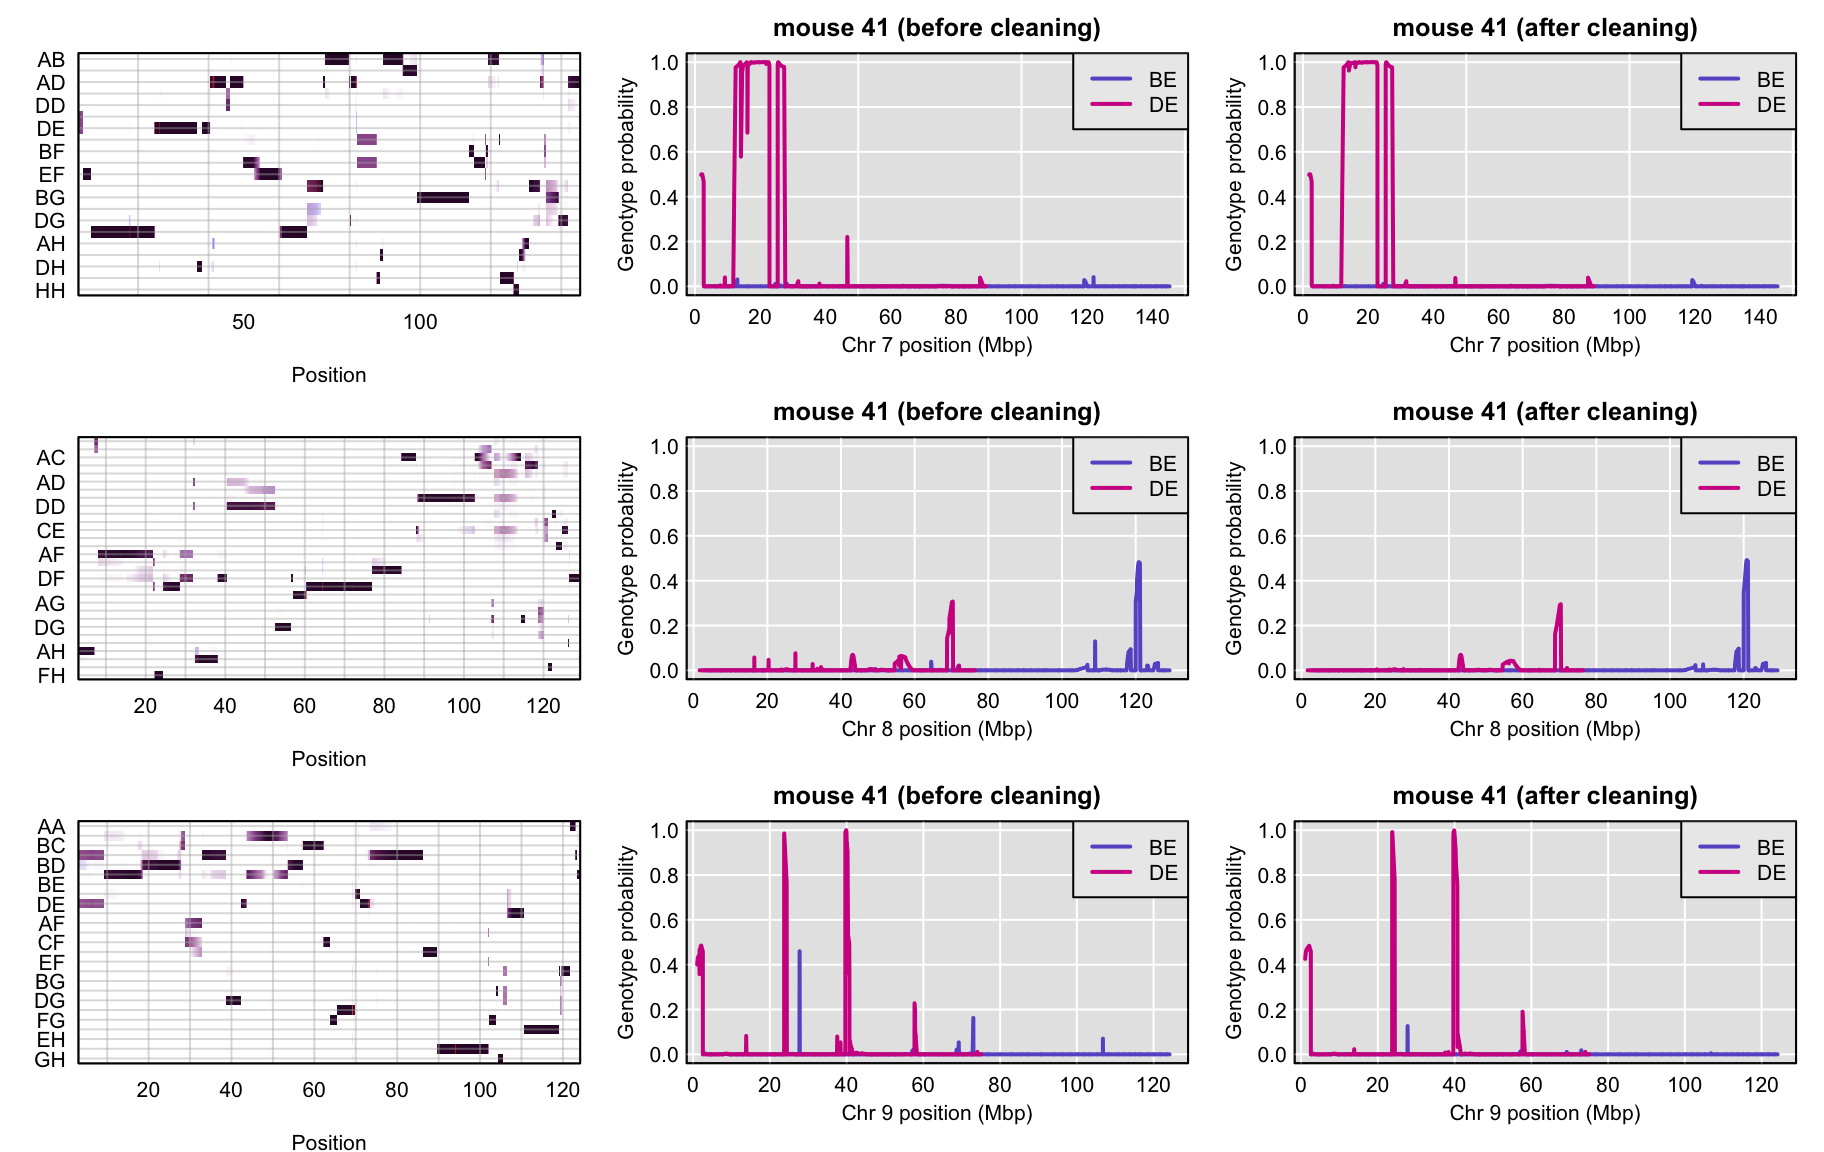 AB
AD
DD
DE
BF
EF
BG
DG
AH
DH
HH
50 100
Position
mouse 41 (before cleaning)
Genotype probability
1.0
0.8
0.6
0.4
0.2
0.0
BE
DE
0 20 40 60 80 100 120 140
Chr 7 position (Mbp)
mouse 41 (after cleaning)
Genotype probability
1.0
0.8
0.6
0.4
0.2
0.0
BE
DE
0 20 40 60 80 100 120 140
Chr 7 position (Mbp)
AC
AD
DD
CE
AF
DF
AG
DG
AH
FH
20 40 60 80 100 120
Position
mouse 41 (before cleaning)
Genotype probability
1.0
0.8
0.6
0.4
0.2
0.0
BE
DE
0 20 40 60 80 100 120
Chr 8 position (Mbp)
mouse 41 (after cleaning)
Genotype probability
1.0
0.8
0.6
0.4
0.2
0.0
BE
DE
0 20 40 60 80 100 120
Chr 8 position (Mbp)
AA
BC
BD
BE
DE
AF
CF
EF
BG
DG
FG
EH
GH
20 40 60 80 100 120
Position
mouse 41 (before cleaning)
Genotype probability
1.0
0.8
0.6
0.4
0.2
0.0
BE
DE
0 20 40 60 80 100 120
Chr 9 position (Mbp)
mouse 41 (after cleaning)
Genotype probability
1.0
0.8
0.6
0.4
0.2
0.0
BE
DE
0 20 40 60 80 100 120
Chr 9 position (Mbp)